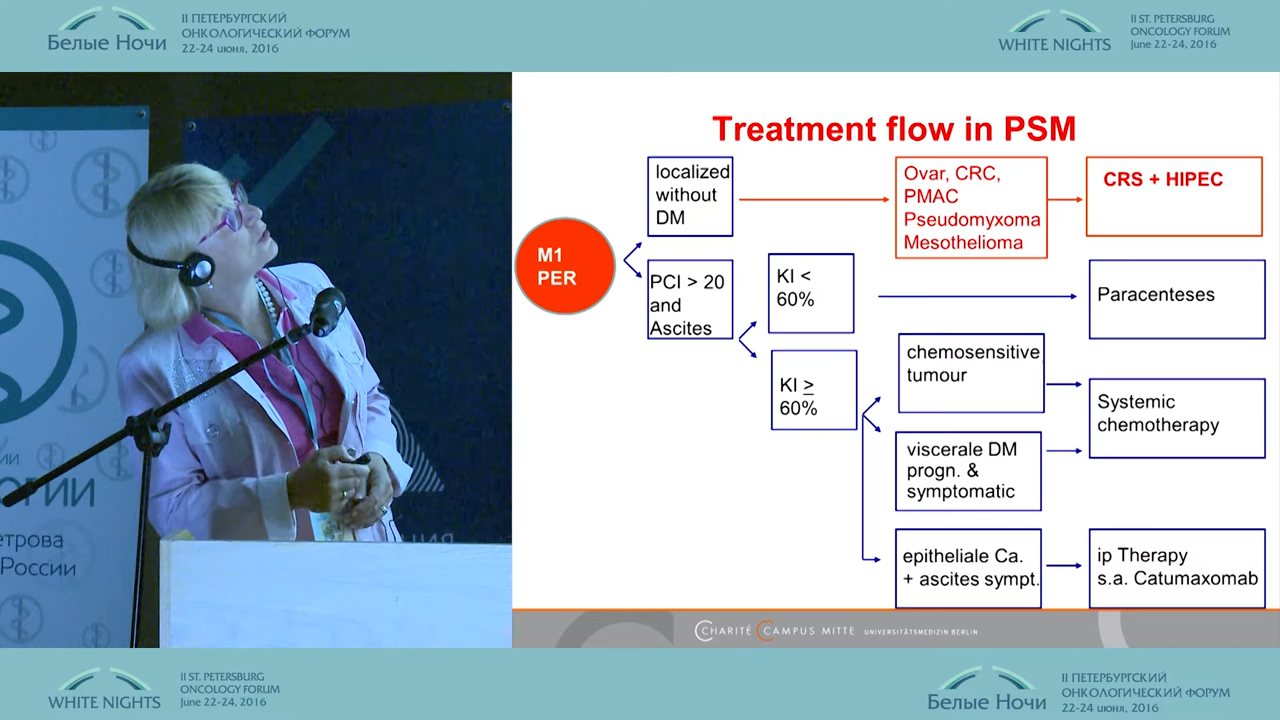 Белые Ночи
II ПЕТЕРБУРГСКИЙ
ОНКОЛОГИЧЕСКИЙ ФОРУМ
22-24 июня, 2016
WHITE NIGHTS
II ST. PETERSBURG
ONCOLOGY FORUM
June 22-24, 2016
Treatment flow in PSM
M1
PER
localized
without
DM
Ovar, CRC,
PMAC
Pseudomyxoma
Mesothelioma
CRS + HIPEC
PCI > 20
and
Ascites
KI <
60%
Paracenteses
KI ≥
60%
chemosensitive
tumour
Systemic
chemotherapy
viscerale DM
progn. &
symptomatic
epitheliale Ca.
+ ascites sympt.
ip Therapy
s.a. Catumaxomab
CHARITÉ CAMPUS MITTE UNIVERSITÄTSMEDIZIN BERLIN
России
WHITE NIGHTS
II ST. PETERSBURG
ONCOLOGY FORUM
June 22-24, 2016
Белые Ночи
II ПЕТЕРБУРГСКИЙ
ОНКОЛОГИЧЕСКИЙ ФОРУМ
22-24 июня, 2016